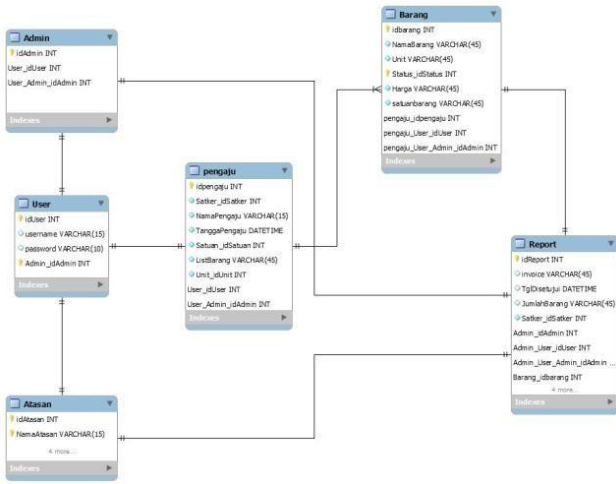 Admin
idAdmin INT
User_idUser INT
User_Admin_idAdmin INT
Indexes
Barang
idbarang INT
NamaBarang VARCHAR(45)
Unit VARCHAR(45)
Status_idStatus INT
Harga VARCHAR(45)
satuanbarang VARCHAR(45)
pengaju_idpengaju INT
pengaju_User_idUser INT
pengaju_User_Admin_idAdmin INT
Indexes
User
idUser INT
username VARCHAR(15)
password VARCHAR(10)
Admin_idAdmin INT
Indexes
pengaju
idpengaju INT
Satker_idSatker INT
NamaPengaju VARCHAR(15)
TanggaPengaju DATETIME
Satuan_idSatuan INT
ListBarang VARCHAR(45)
Unit_idUnit INT
User_idUser INT
User_Admin_idAdmin INT
Indexes
Report
idReport INT
invoice VARCHAR(45)
TglDisetujui DATETIME
JumlahBarang VARCHAR(45)
Satker_idSatker INT
Admin_idAdmin INT
Admin_User_idUser INT
Admin_User_Admin_idAdmin ...
Barang_idbarang INT
4 more...
Indexes
Atasan
idAtasan INT
NamaAtasan VARCHAR(15)
4 more...
Indexes